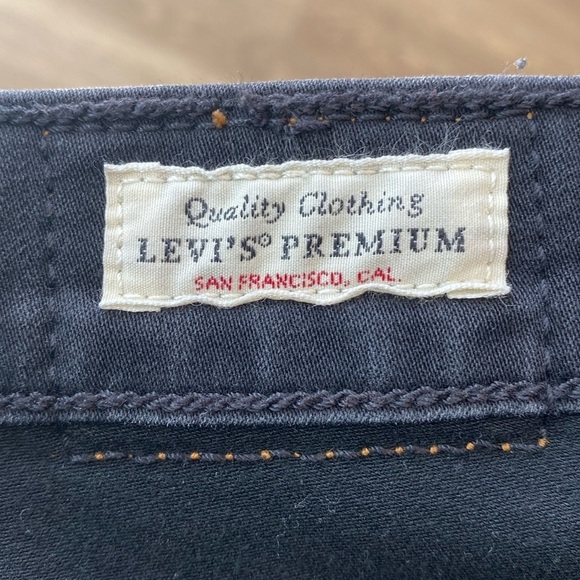 Quality Clothing
LEVI'S® PREMIUM
SAN FRANCISCO, CAL.